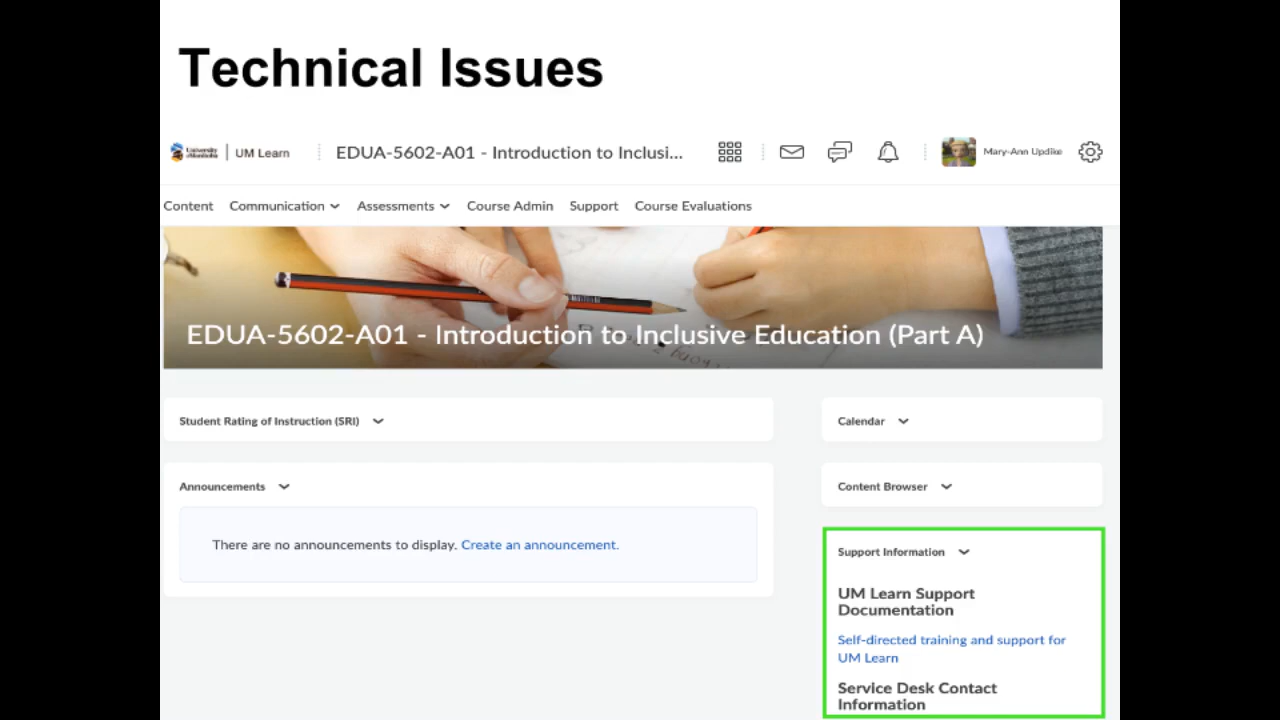 Technical Issues
University of Manitoba | UM Learn
EDUA-5602-A01 - Introduction to Inclusi...
Mary-Ann Updike
Content Communication Assessments Course Admin Support Course Evaluations
EDUA-5602-A01 - Introduction to Inclusive Education (Part A)
Student Rating of Instruction (SRI)
Calendar
Announcements
Content Browser
There are no announcements to display. Create an announcement.
Support Information
UM Learn Support
Documentation
Self-directed training and support for
UM Learn
Service Desk Contact
Information